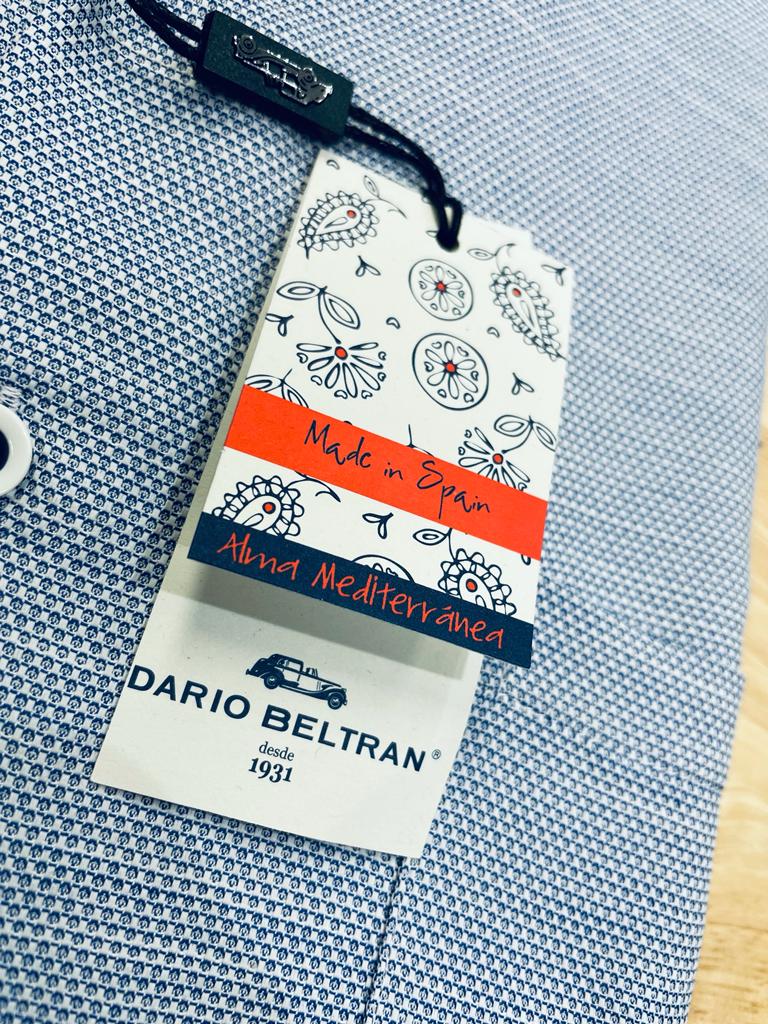 Made in Spain
Alma Mediterránea
DARIO BELTRAN®
desde
1931